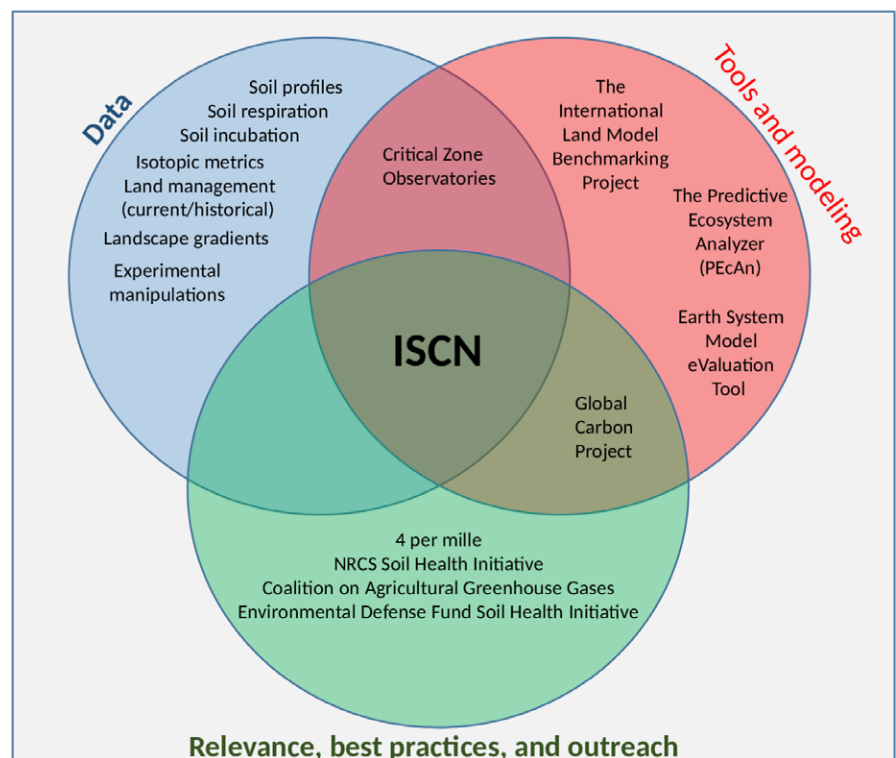 Data
Soil profiles
Soil respiration
Soil incubation
Isotopic metrics
Land management
(current/historical)
Landscape gradients
Experimental
manipulations
Critical Zone
Observatories
Tools and modeling
The
International
Land Model
Benchmarking
Project
The Predictive
Ecosystem
Analyzer
(PEcAn)
Earth System
Model
eValuation
Tool
ISCN
Global
Carbon
Project
4 per mille
NRCS Soil Health Initiative
Coalition on Agricultural Greenhouse Gases
Environmental Defense Fund Soil Health Initiative
Relevance, best practices, and outreach